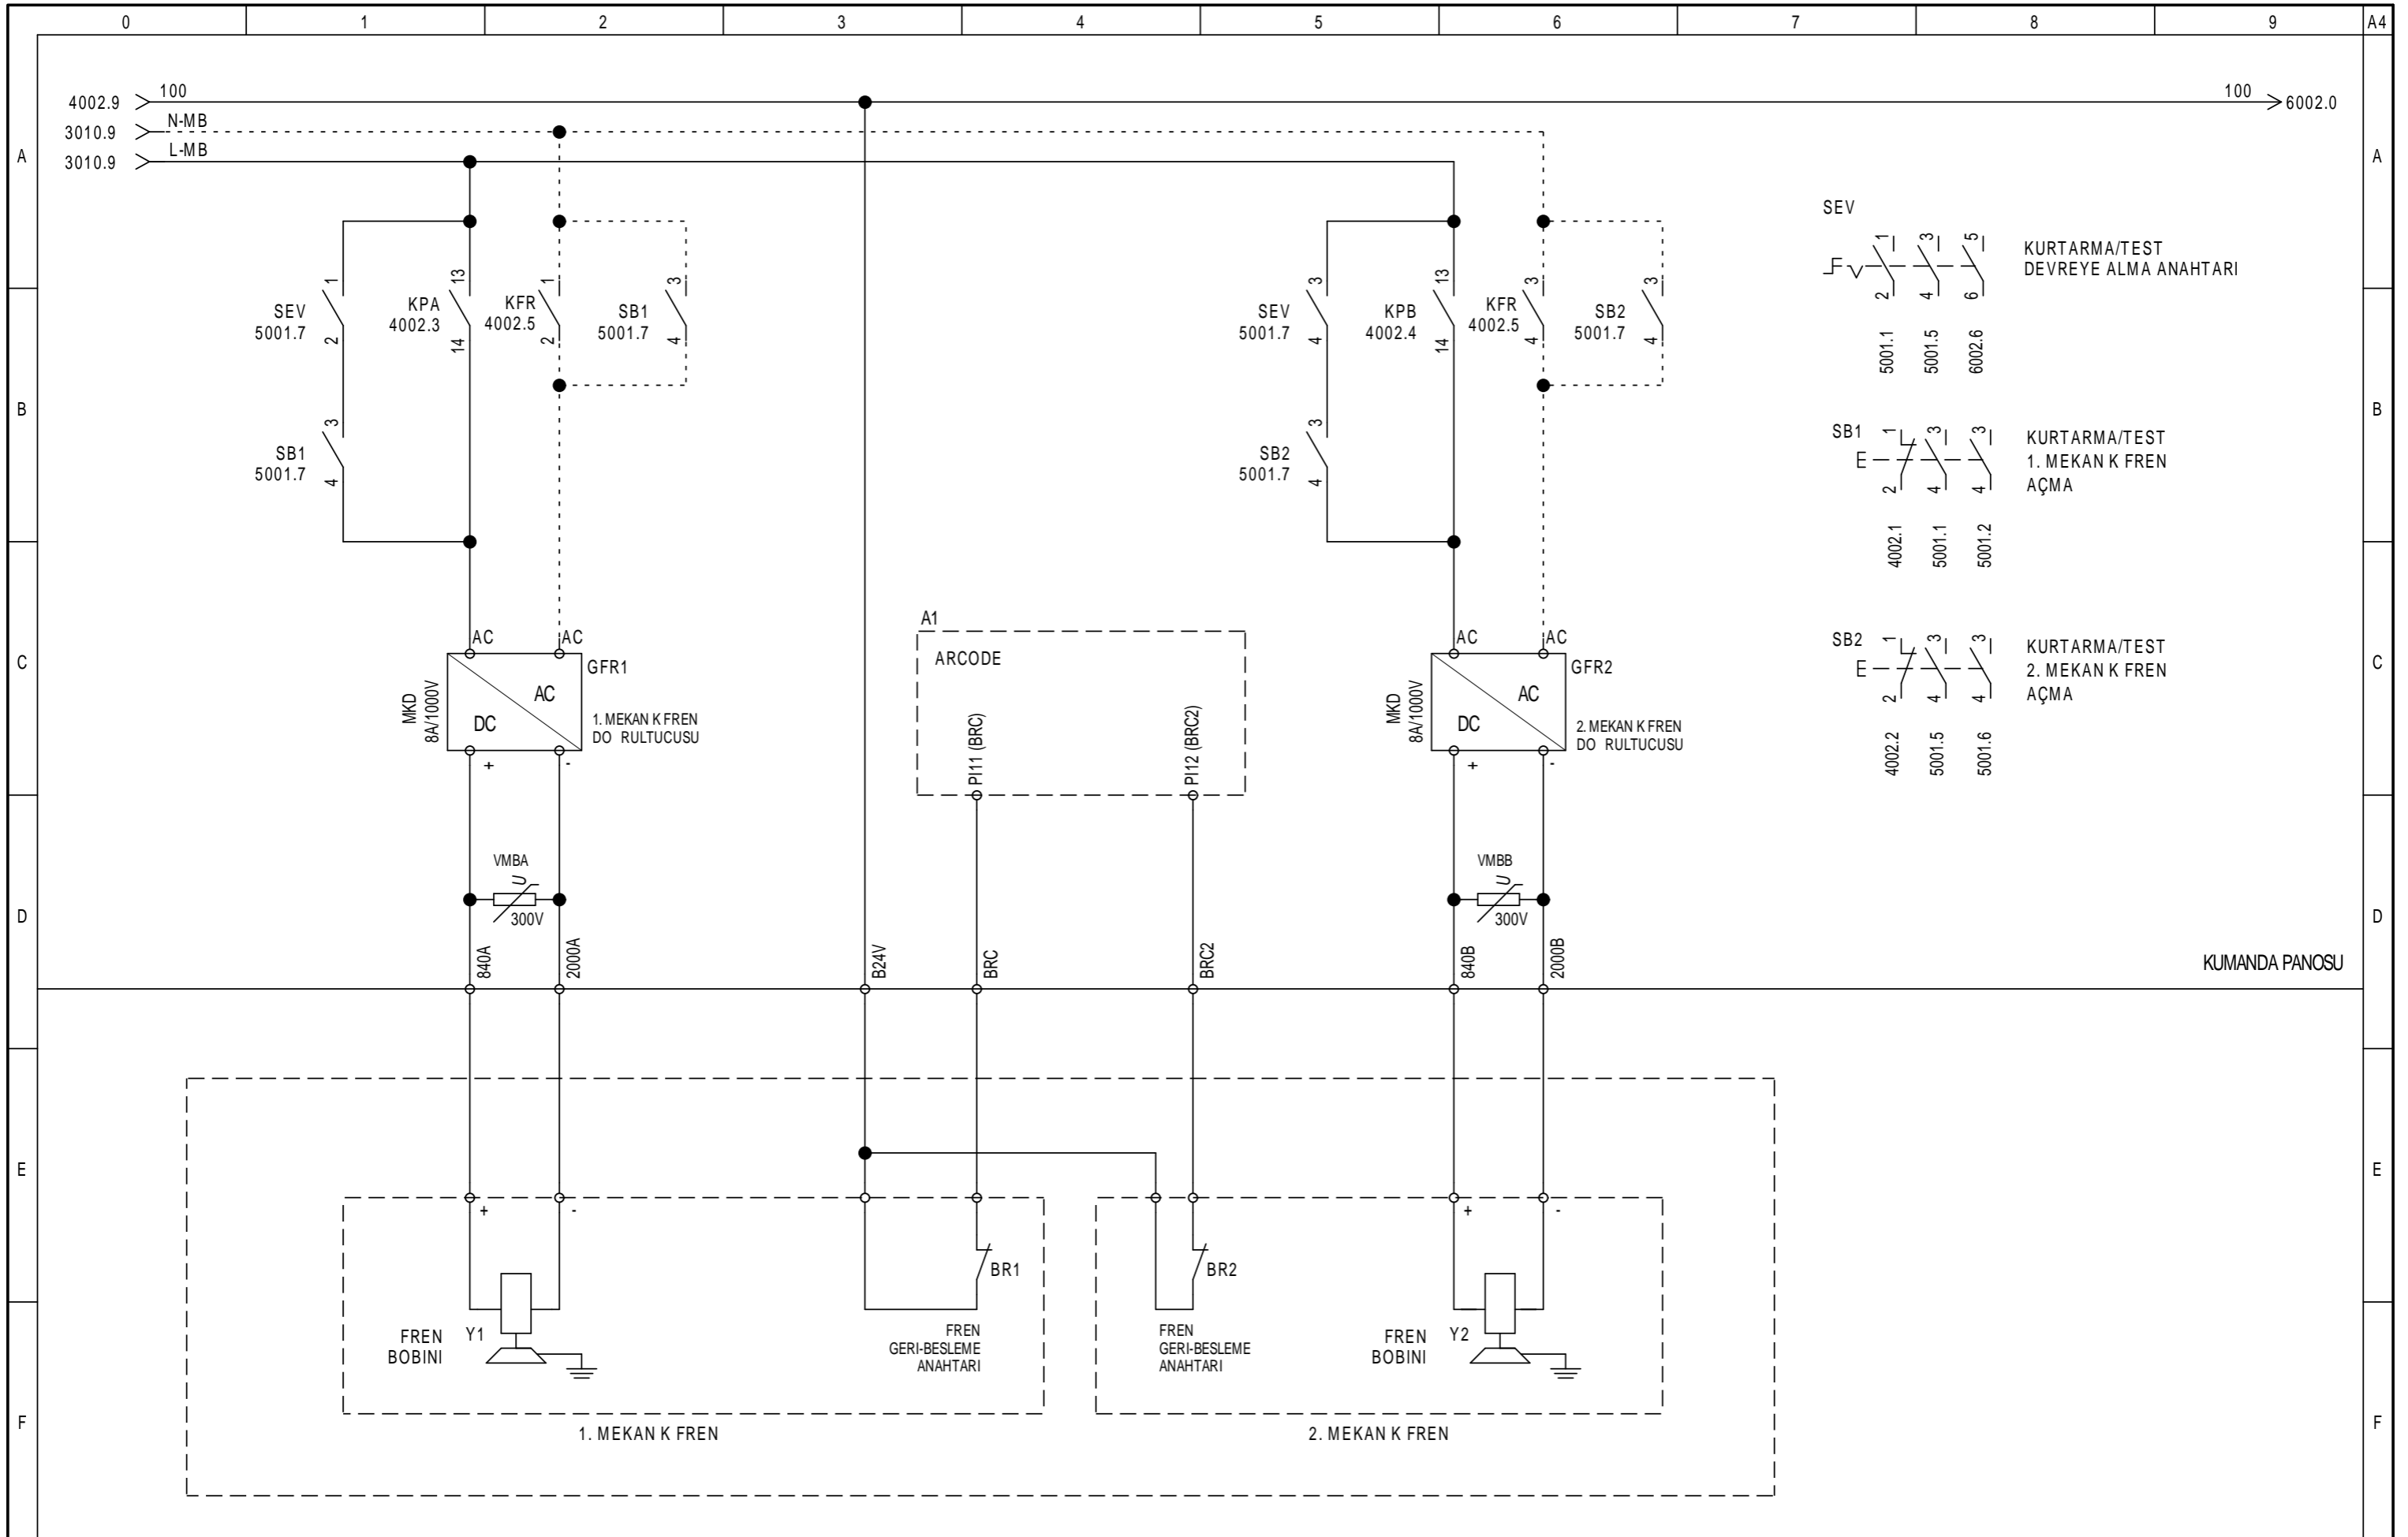 0 1 2 3 4 5 6 7 8 9 A4
4002.9 100 100 6002.0
3010.9 N-MB
3010.9 L-MB
A A
SEV
1 3 5
KURTARMA/TEST
DEVREYE ALMA ANAHTARI
2 4 6
5001.1 5001.5 6002.6
1 13 1 3 3 13 3 3
SEV
5001.7
KPA
4002.3
KFR
4002.5
SB1
5001.7
2 14 2 4
SEV
5001.7
KPB
4002.4
KFR
4002.5
SB2
5001.7
4 14 4 4
B B
SB1
5001.7
3
4
SB2
5001.7
3
4
SB1
1 3 3
E
2 4 4
KURTARMA/TEST
1. MEKAN K FREN
AÇMA
4002.1 5001.1 5001.2
C C
AC AC
GFR1
MKD
8A/1000V
AC
DC
1. MEKAN K FREN
DO RULTUCUSU
+ -
A1
ARCODE
PI11 (BRC)
PI12 (BRC2)
AC AC
GFR2
MKD
8A/1000V
AC
DC
2. MEKAN K FREN
DO RULTUCUSU
+ -
SB2
1 3 3
E
2 4 4
KURTARMA/TEST
2. MEKAN K FREN
AÇMA
4002.2 5001.5 5001.6
D D
VMBA
U
300V
VMBB
U
300V
840A 2000A B24V BRC BRC2 840B 2000B
KUMANDA PANOSU
E E
+ - + -
BR1
BR2
FREN
BOBINI
Y1
FREN
GERI-BESLEME
ANAHTARI
FREN
GERI-BESLEME
ANAHTARI
FREN
BOBINI
Y2
F F
1. MEKAN K FREN
2. MEKAN K FREN